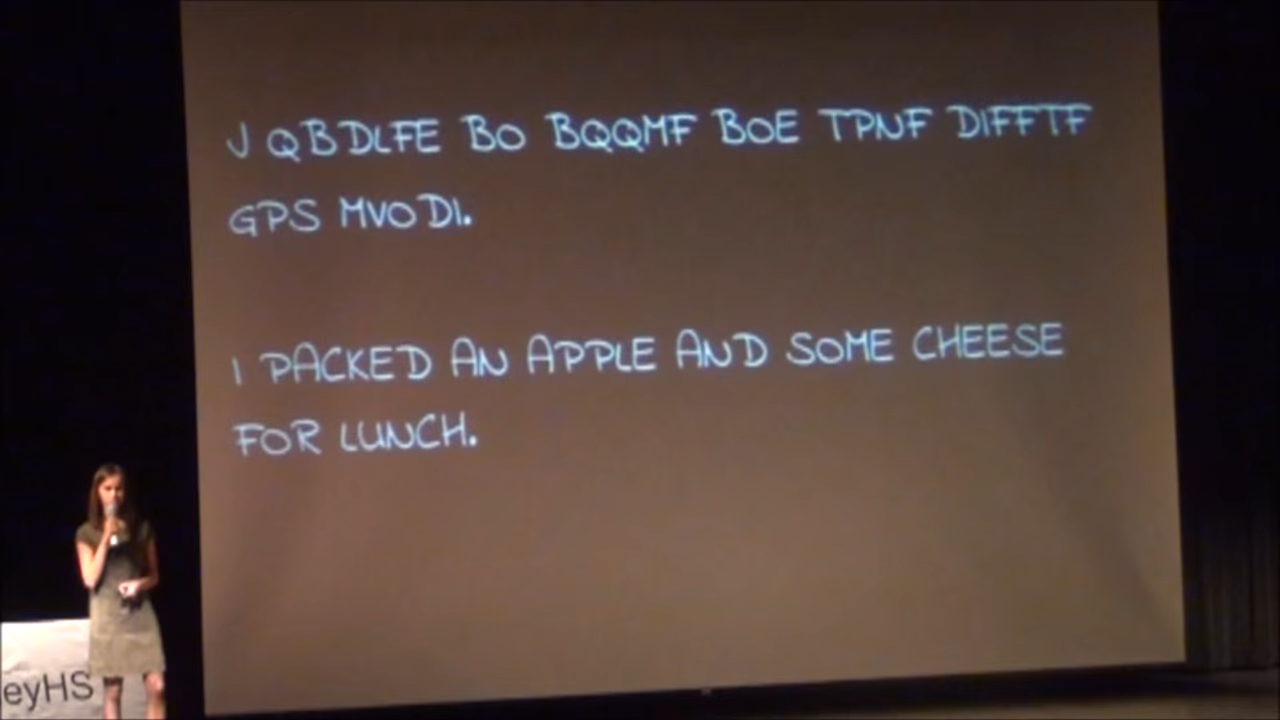 J QBDLFE BO BQQMF BOE TPNF DIFFTF
GPS MVODI.
I PACKED AN APPLE AND SOME CHEESE
FOR LUNCH.
eyHS